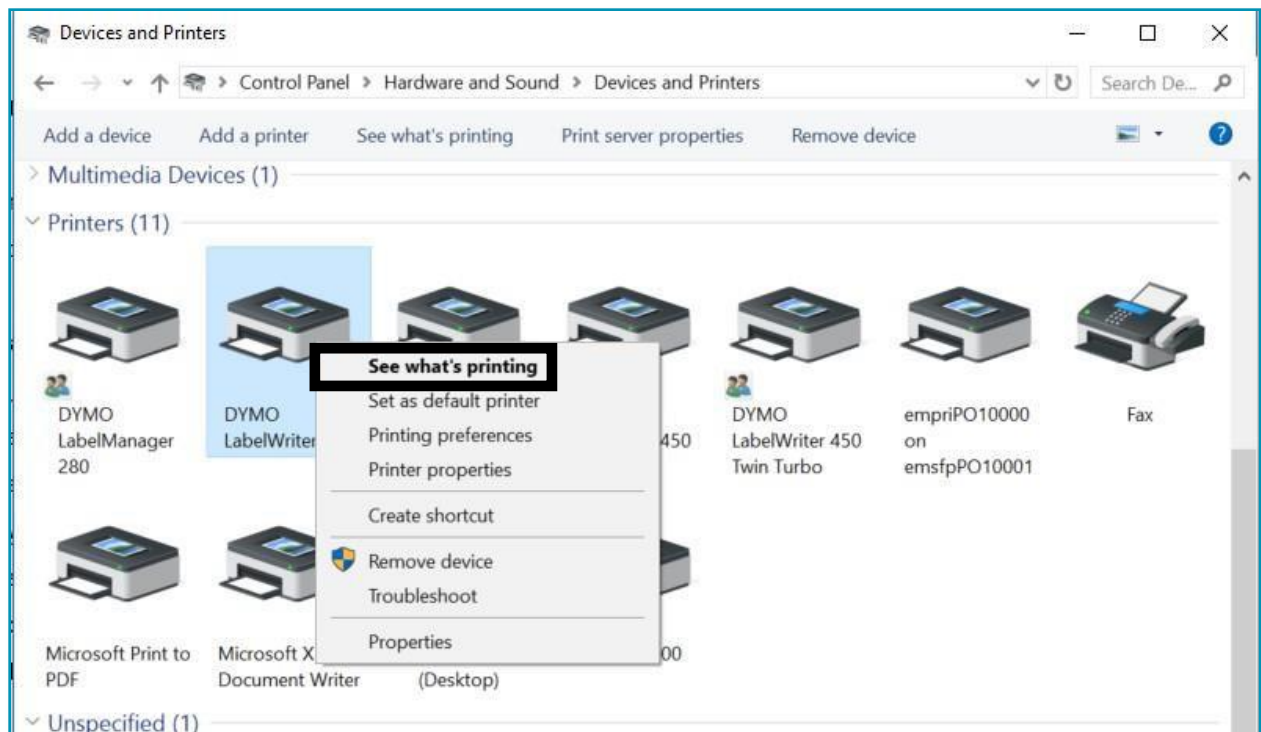 Devices and Printers
Control Panel > Hardware and Sound > Devices and Printers
Search De...
Add a device
Add a printer
See what's printing
Print server properties
Remove device
Multimedia Devices (1)
Printers (11)
DYMO
LabelManager
280
DYMO
LabelWriter
450
DYMO
LabelWriter 450
Twin Turbo
empriPO10000
on
emsfpPO10001
Fax
See what's printing
Set as default printer
Printing preferences
Printer properties
Create shortcut
Remove device
Troubleshoot
Properties
Microsoft Print to
PDF
Microsoft X
Document Writer
(Desktop)
00
Unspecified (1)